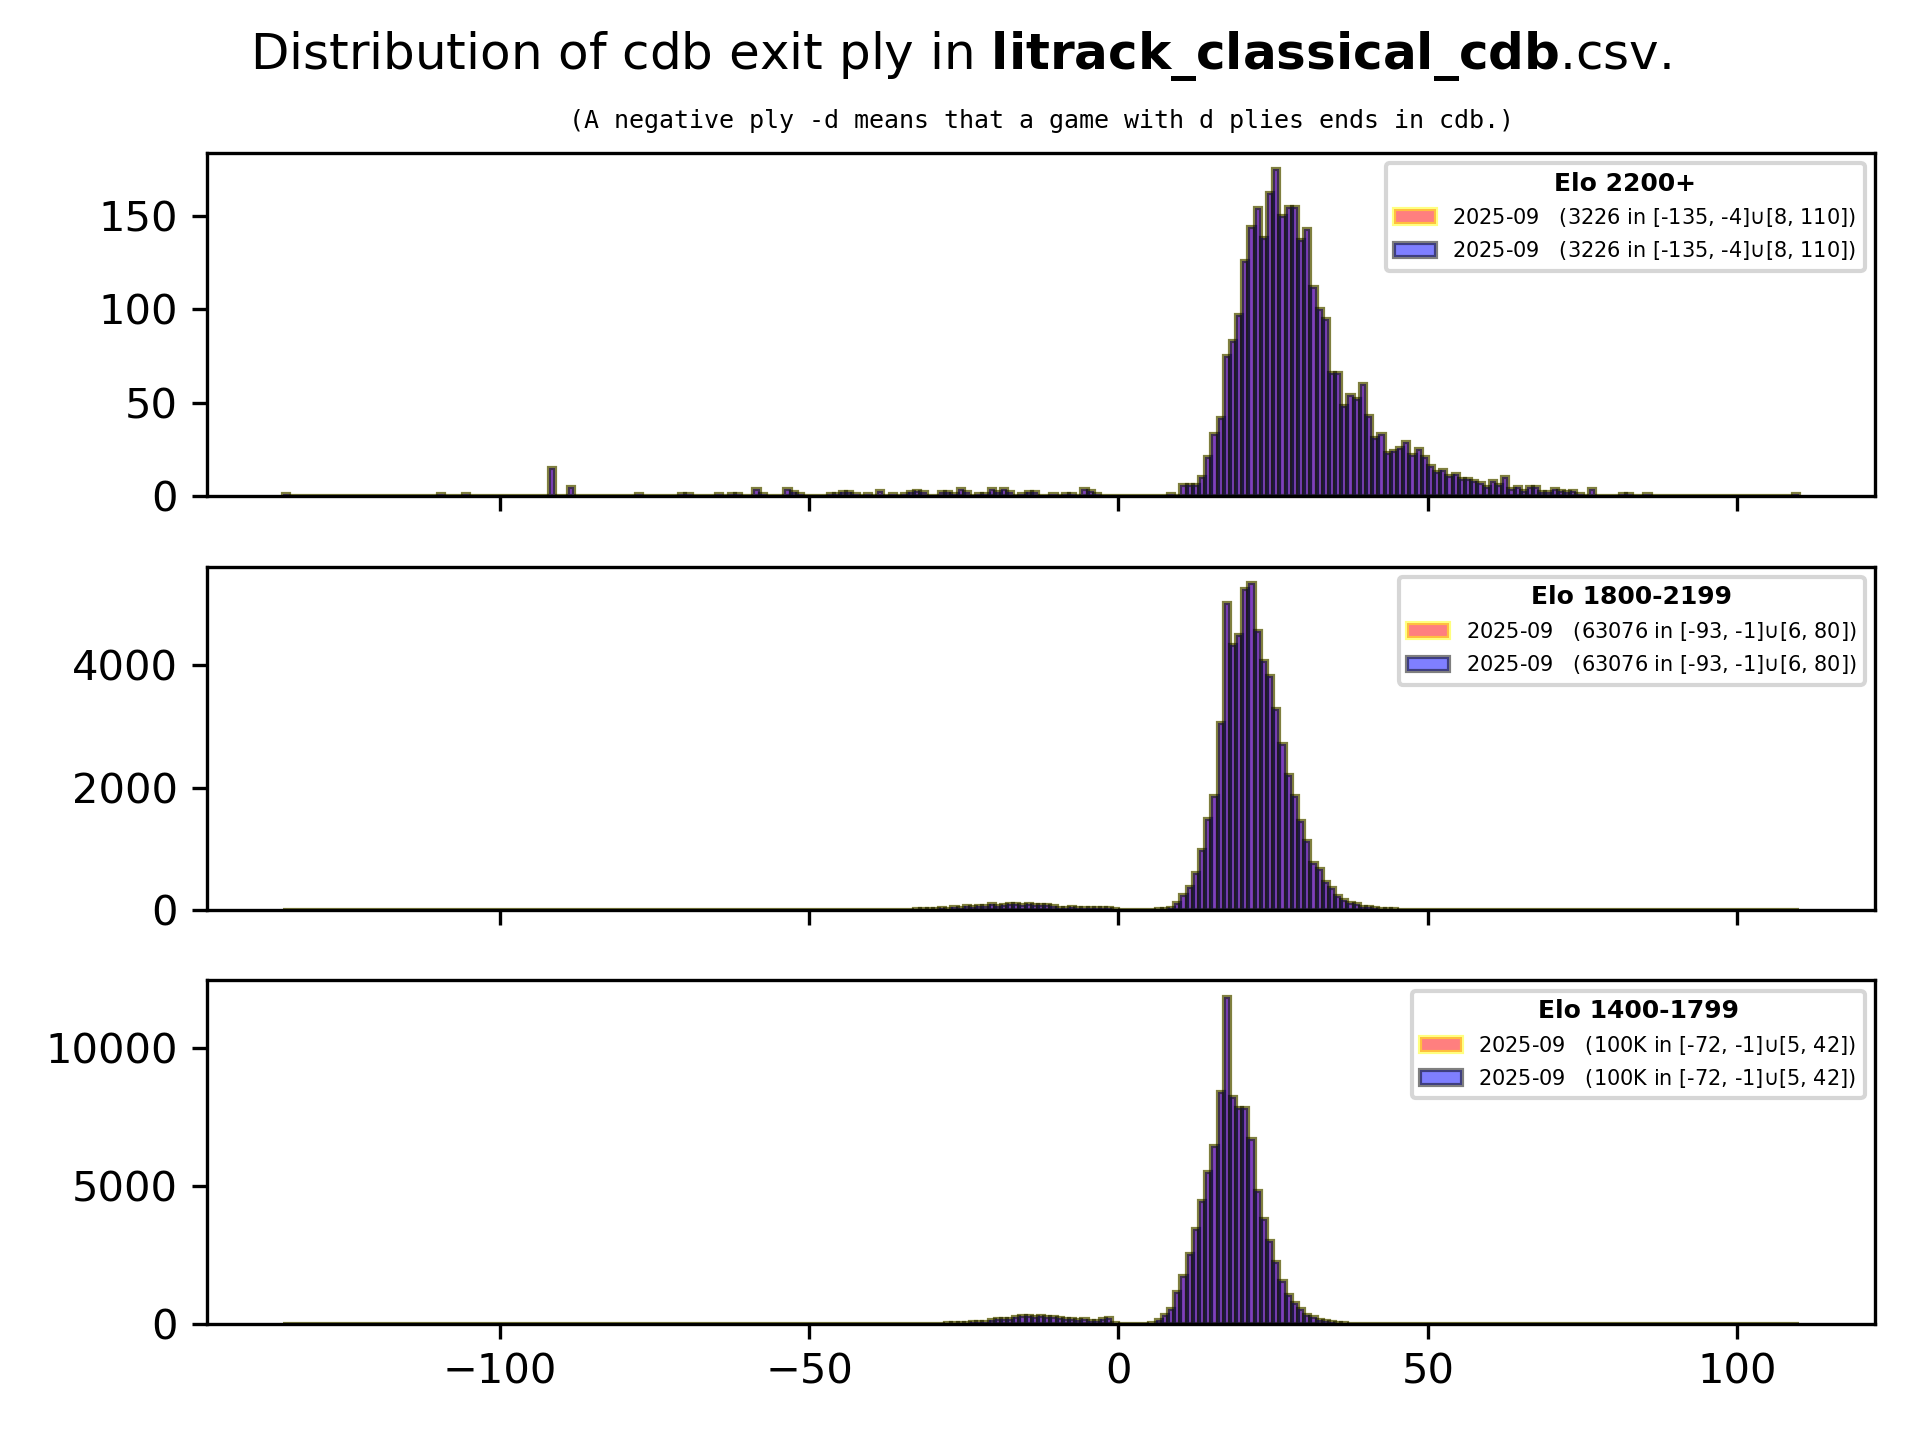 Distribution of cdb exit ply in litrack_classical_cdb.csv.
(A negative ply -d means that a game with d plies ends in cdb.)
150
100
50
0
Elo 2200+
2025-09 (3226 in [-135, -4]∪[8, 110])
2025-09 (3226 in [-135, -4]∪[8, 110])
4000
2000
0
Elo 1800-2199
2025-09 (63076 in [-93, -1]∪[6, 80])
2025-09 (63076 in [-93, -1]∪[6, 80])
10000
5000
0
Elo 1400-1799
2025-09 (100K in [-72, -1]∪[5, 42])
2025-09 (100K in [-72, -1]∪[5, 42])
−100 −50 0 50 100